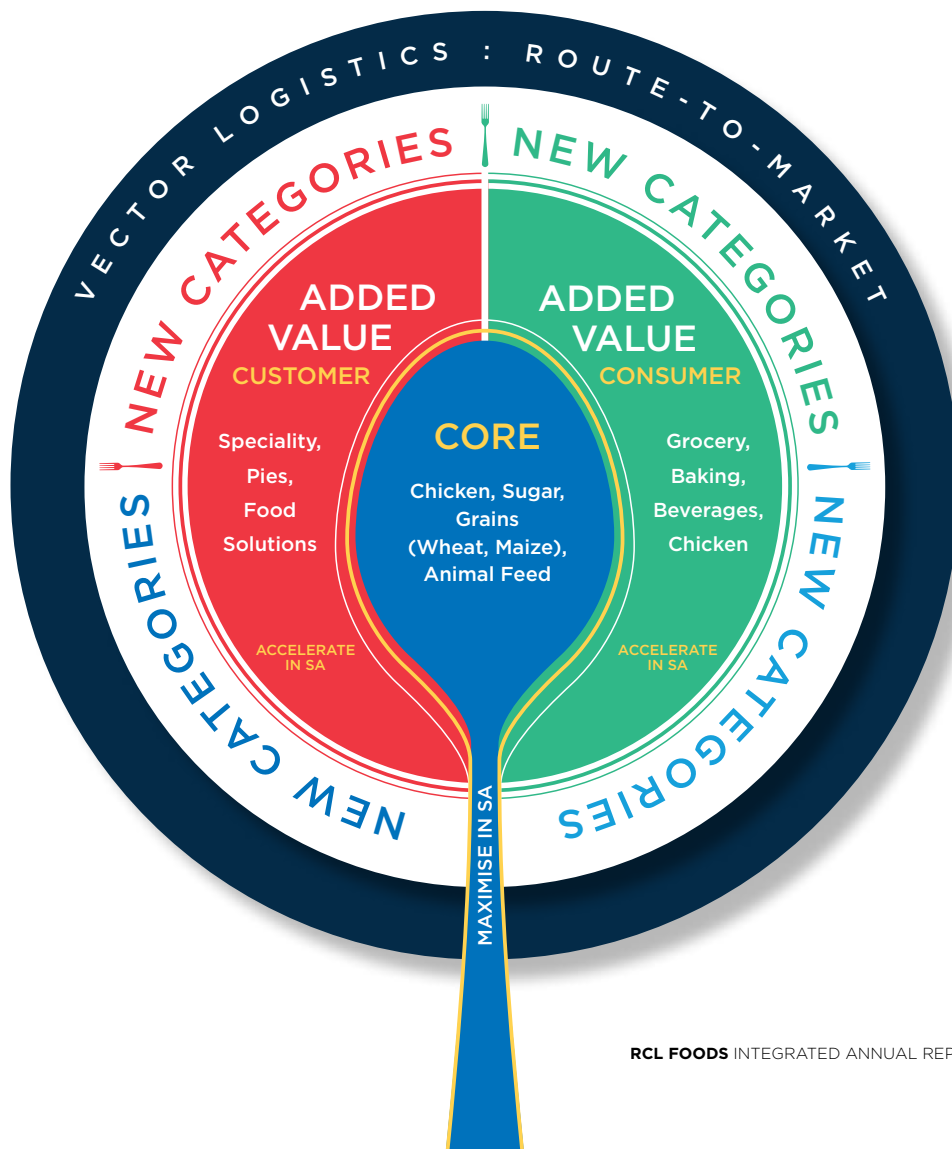 VECTOR LOGISTICS : ROUTE-TO-MARKET
NEW CATEGORIES
NEW CATEGORIES
NEW CATEGORIES
NEW CATEGORIES
ADDED
VALUE
CUSTOMER
Speciality,
Pies,
Food
Solutions
ACCELERATE
IN SA
CORE
Chicken, Sugar,
Grains
(Wheat, Maize),
Animal Feed
ADDED
VALUE
CONSUMER
Grocery,
Baking,
Beverages,
Chicken
ACCELERATE
IN SA
MAXIMISE IN SA
RCL FOODS INTEGRATED ANNUAL REP